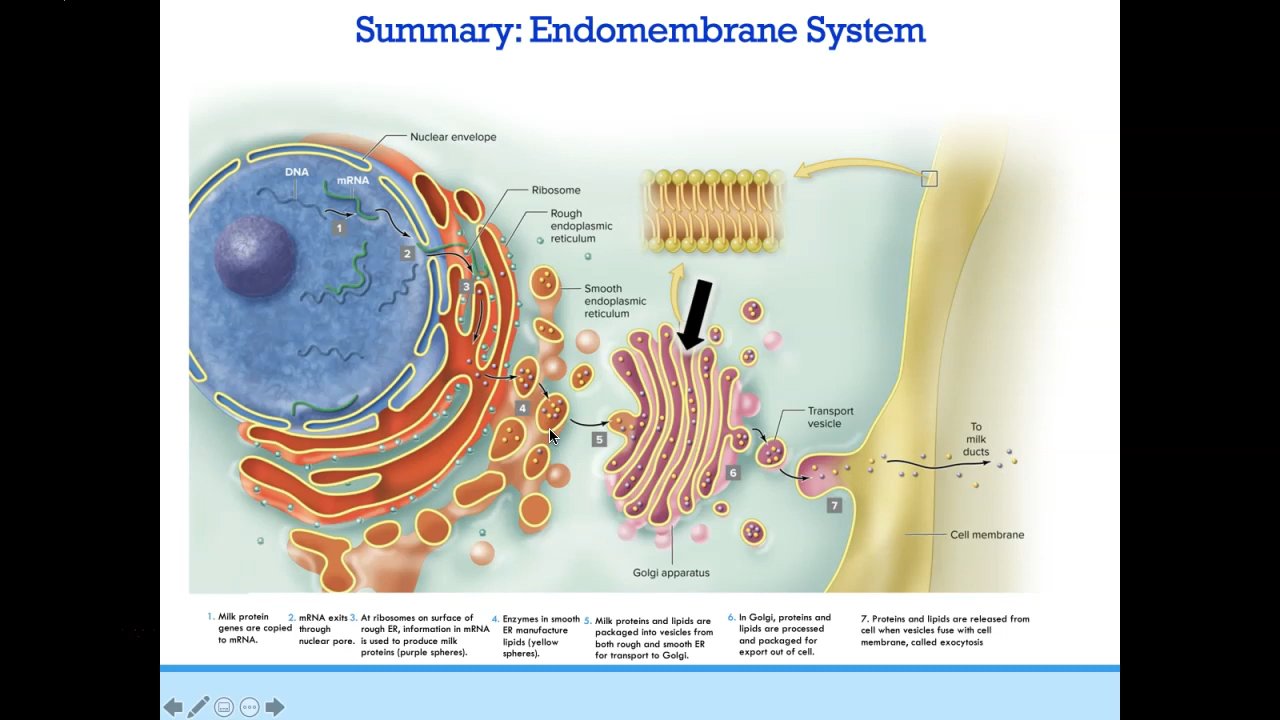 Summary: Endomembrane System
Nuclear envelope
DNA
mRNA
Ribosome
Rough
endoplasmic
reticulum
1
2
3
Smooth
endoplasmic
reticulum
4
5
6
Transport
vesicle
7
To
milk
ducts
Cell membrane
Golgi apparatus
1. Milk protein
genes are copied
to mRNA.
2. mRNA exits
through
nuclear pore.
3. At ribosomes on surface of
rough ER, information in mRNA
is used to produce milk
proteins (purple spheres).
4. Enzymes in smooth
ER manufacture
lipids (yellow
spheres).
5. Milk proteins and lipids are
packaged into vesicles from
both rough and smooth ER
for transport to Golgi.
6. In Golgi, proteins and
lipids are processed
and packaged for
export out of cell.
7. Proteins and lipids are released from
cell when vesicles fuse with cell
membrane, called exocytosis